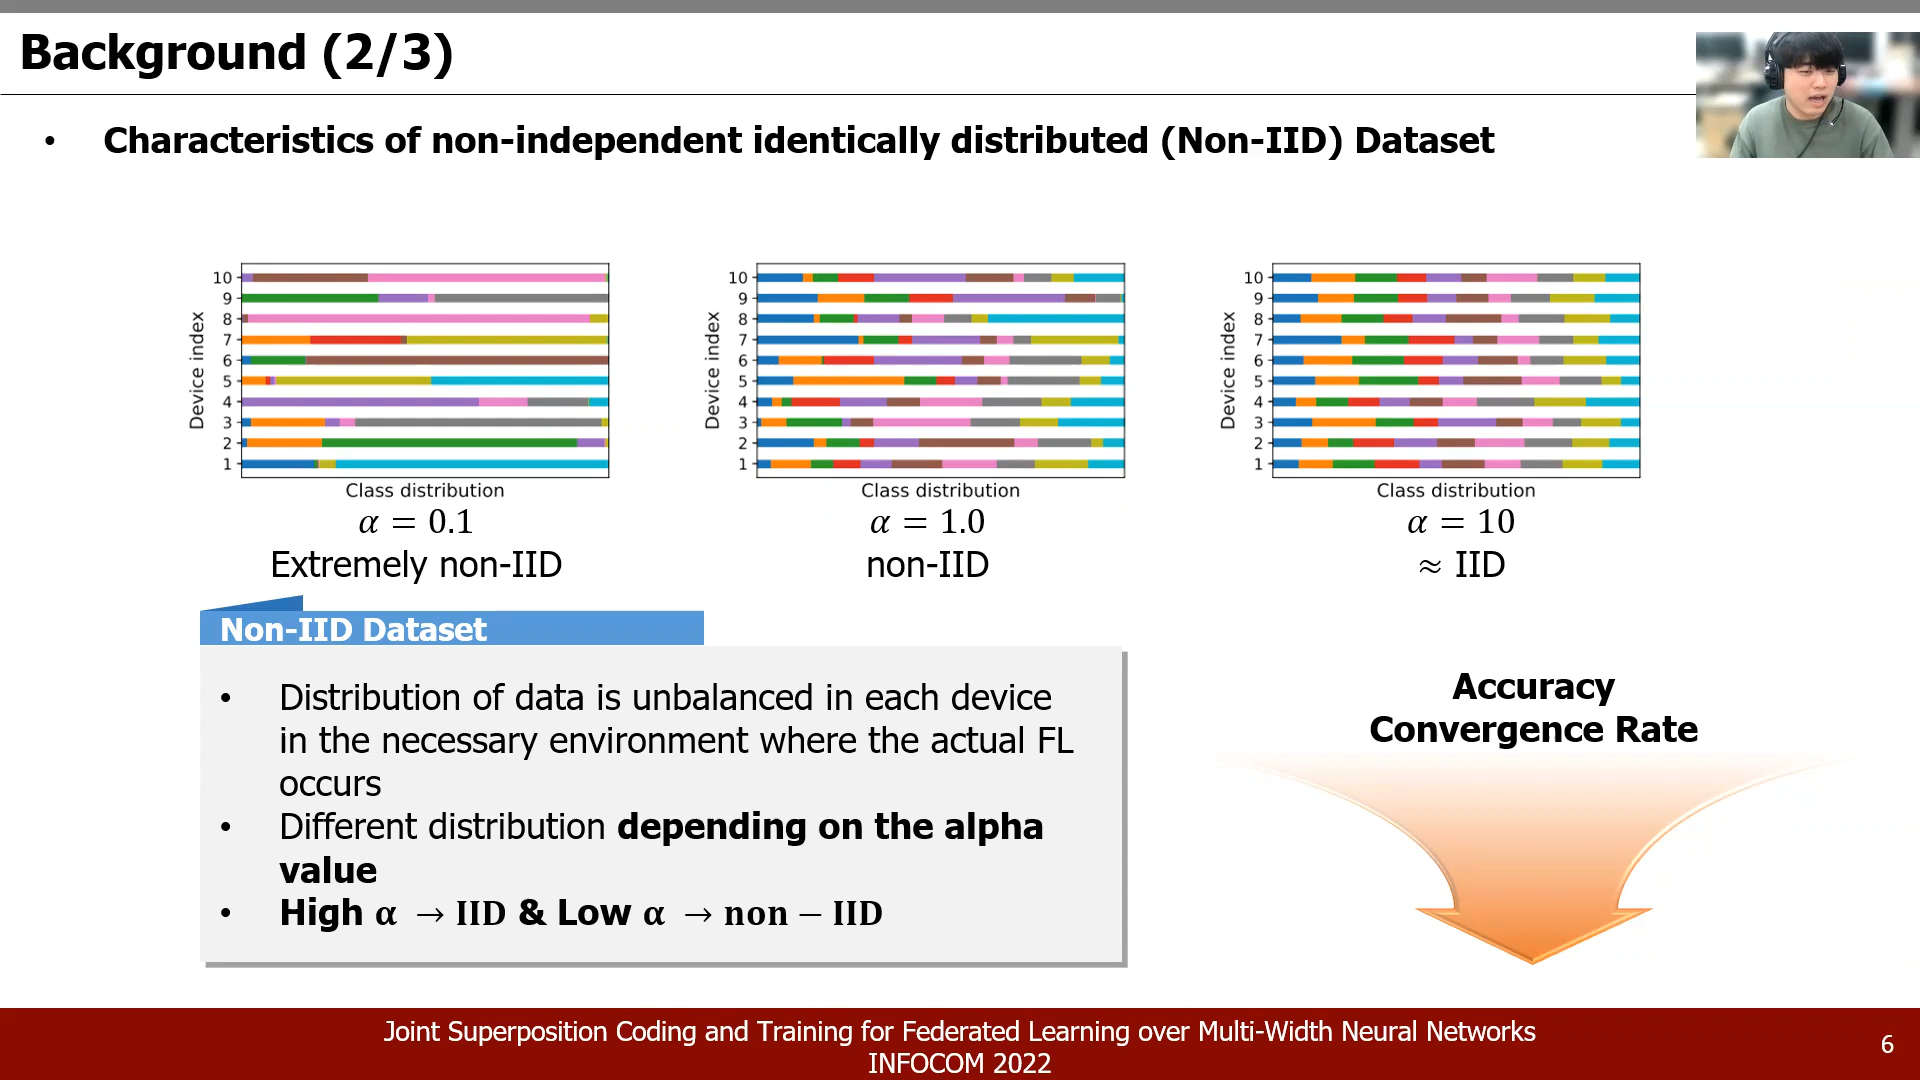 Background (2/3)
• Characteristics of non-independent identically distributed (Non-IID) Dataset
10
9
8
7
6
5
4
3
2
1
Device index
Class distribution
α = 0.1
Extremely non-IID
10
9
8
7
6
5
4
3
2
1
Device index
Class distribution
α = 1.0
non-IID
10
9
8
7
6
5
4
3
2
1
Device index
Class distribution
α = 10
≈ IID
Non-IID Dataset
• Distribution of data is unbalanced in each device
in the necessary environment where the actual FL
occurs
• Different distribution depending on the alpha
value
• High α → IID & Low α → non − IID
Accuracy
Convergence Rate
Joint Superposition Coding and Training for Federated Learning over Multi-Width Neural Networks
INFOCOM 2022
6